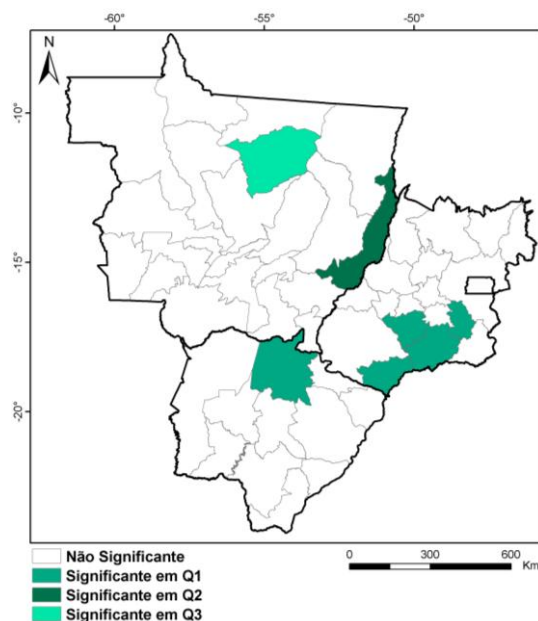 -60° -55° -50°
N
-10°
-15°
-20°
Não Significante
Significante em Q1
Significante em Q2
Significante em Q3
0 300 600
Km